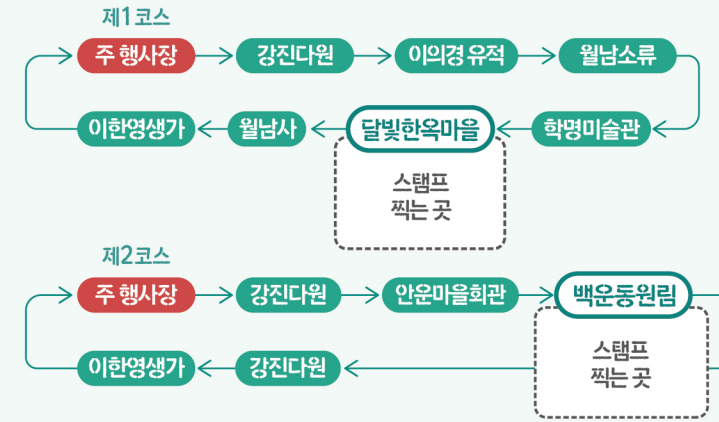 제1코스
주 행사장
강진다원
이의경 유적
월남소류
학명미술관
달빛한옥마을
월남사
이한영생가
스탬프
찍는 곳
제2코스
주 행사장
강진다원
안운마을회관
백운동원림
스탬프
찍는 곳
강진다원
이한영생가